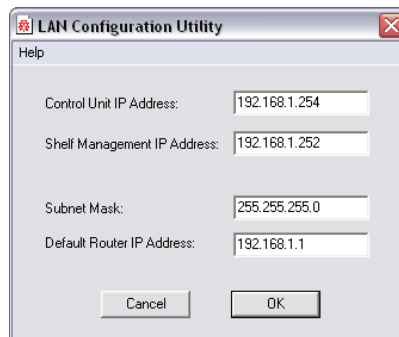 LAN Configuration Utility
Help
Control Unit IP Address: 192.168.1.254
Shelf Management IP Address: 192.168.1.252
Subnet Mask: 255.255.255.0
Default Router IP Address: 192.168.1.1
Cancel OK